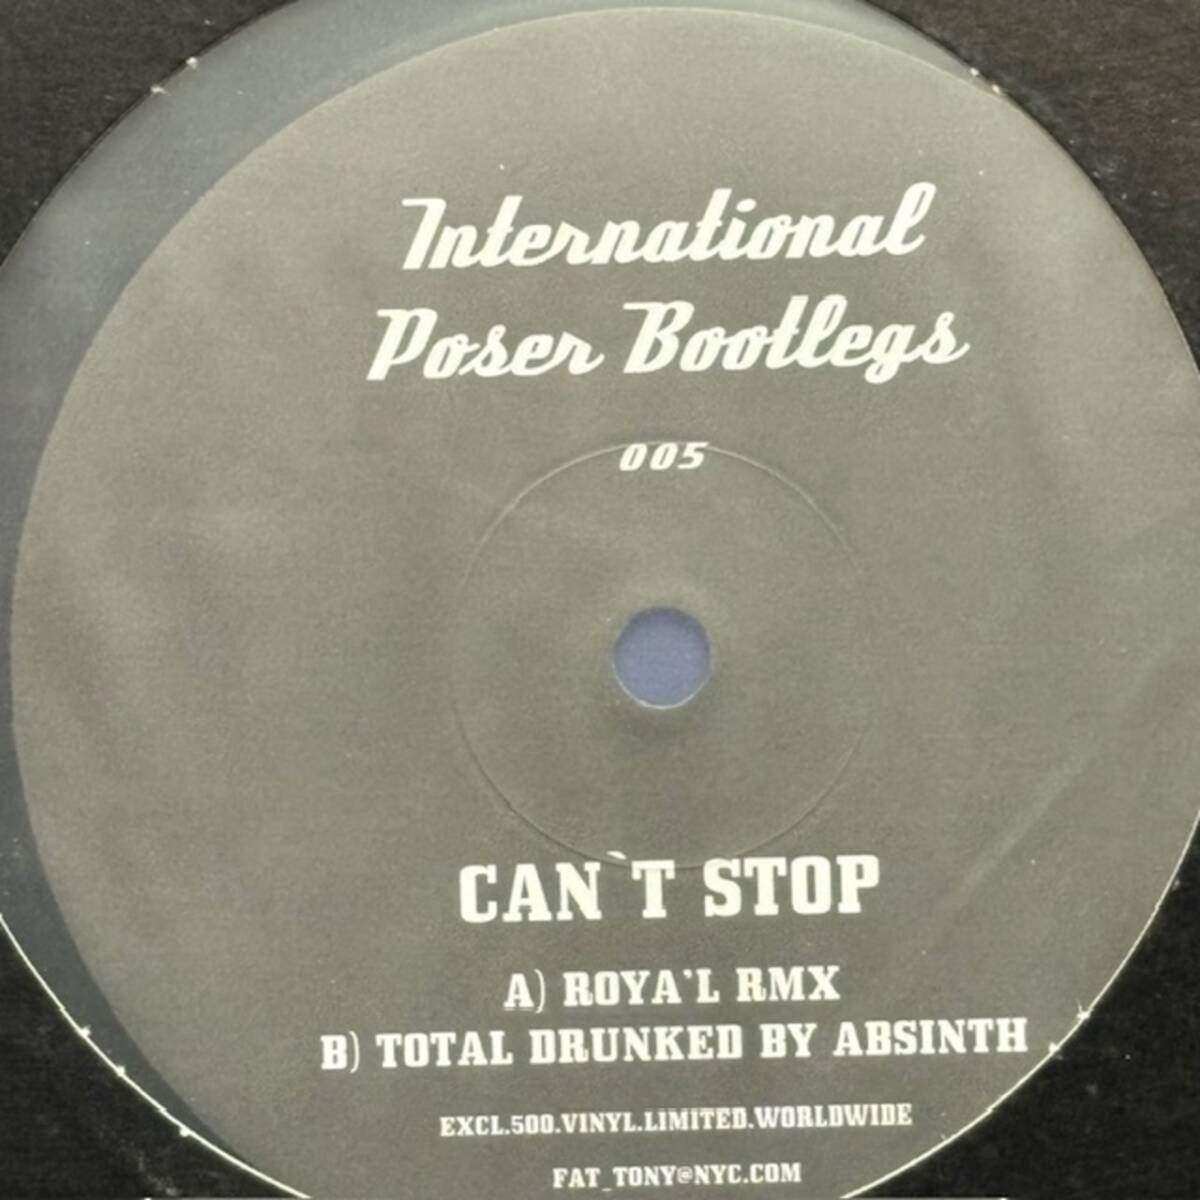 International
Poser Bootlegs
005
CAN`T STOP
A) ROYA'L RMX
B) TOTAL DRUNKED BY ABSINTH
EXCL.500.VINYL.LIMITED.WORLDWIDE
FAT_TONY@NYC.COM